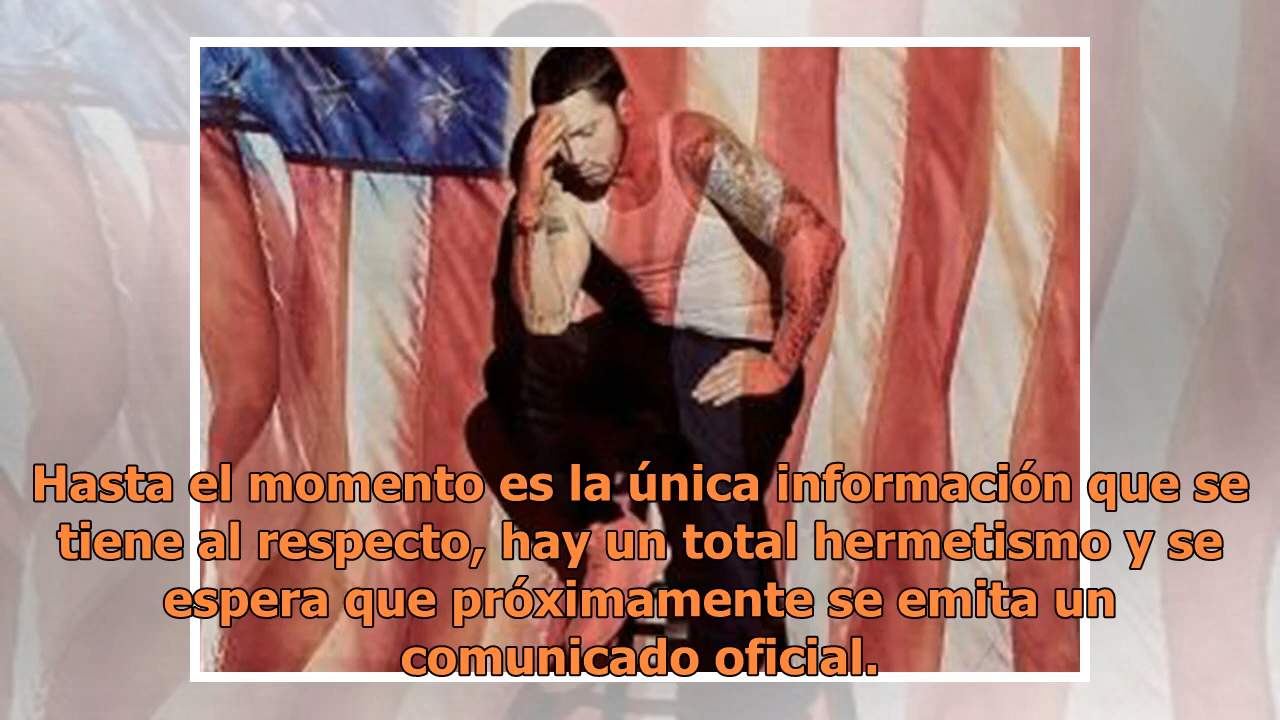 Hasta el momento es la única información que se
tiene al respecto, hay un total hermetismo y se
espera que próximamente se emita un
comunicado oficial.